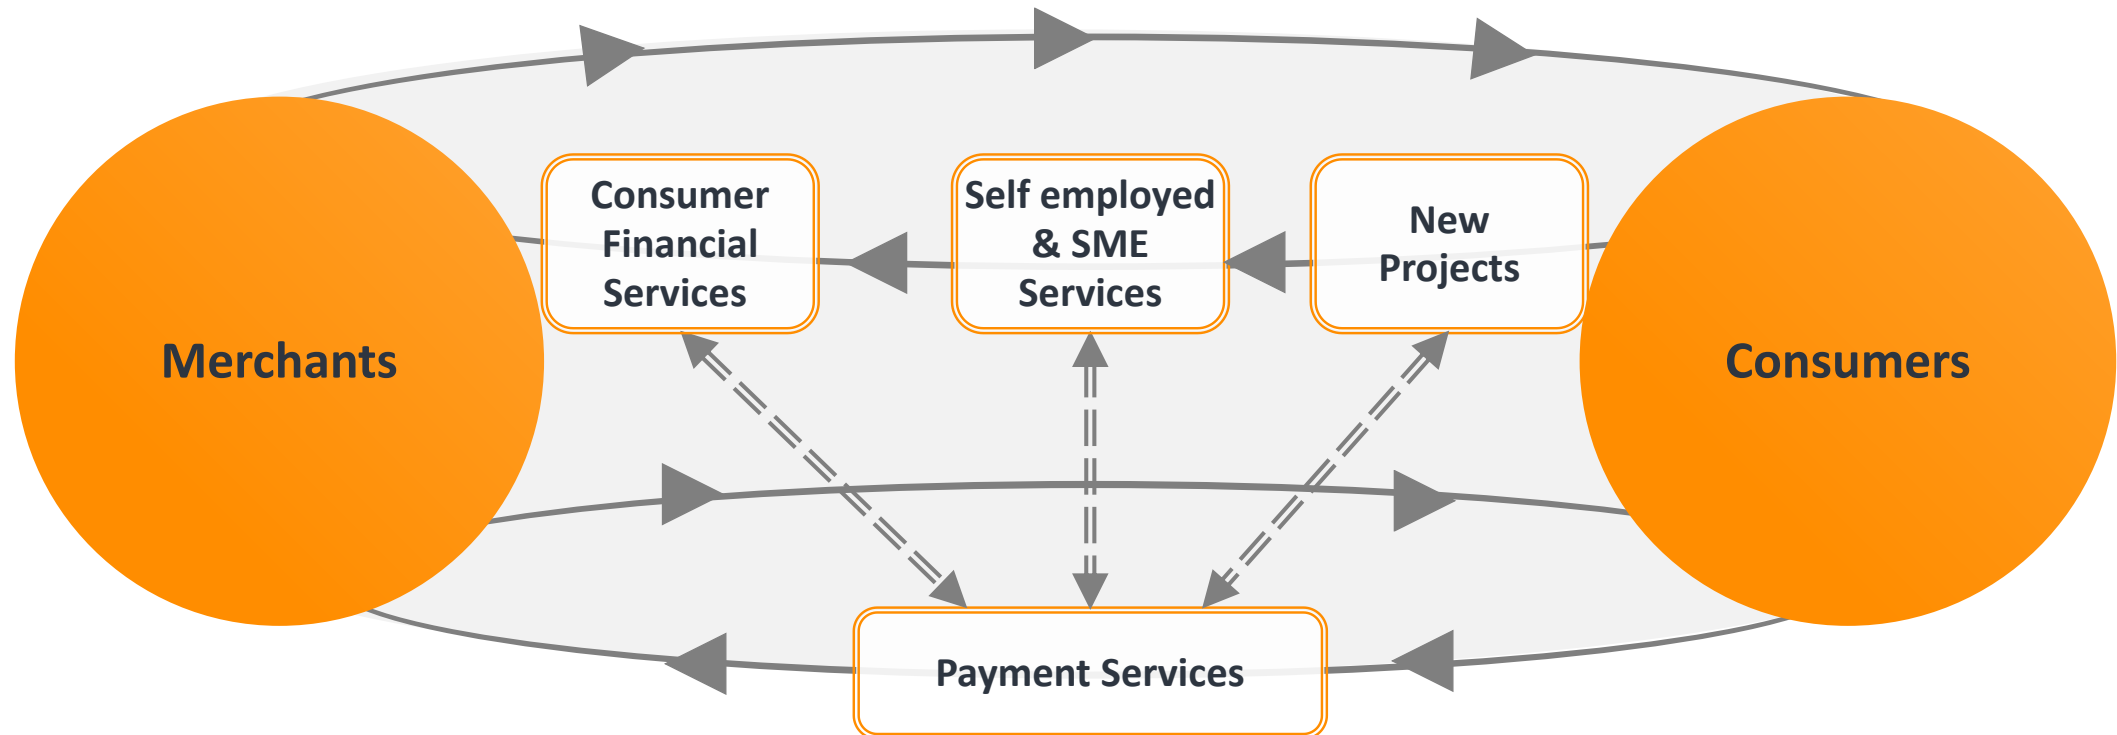 Consumer
Financial
Services
Self employed
& SME
Services
New
Projects
Merchants
Consumers
Payment Services